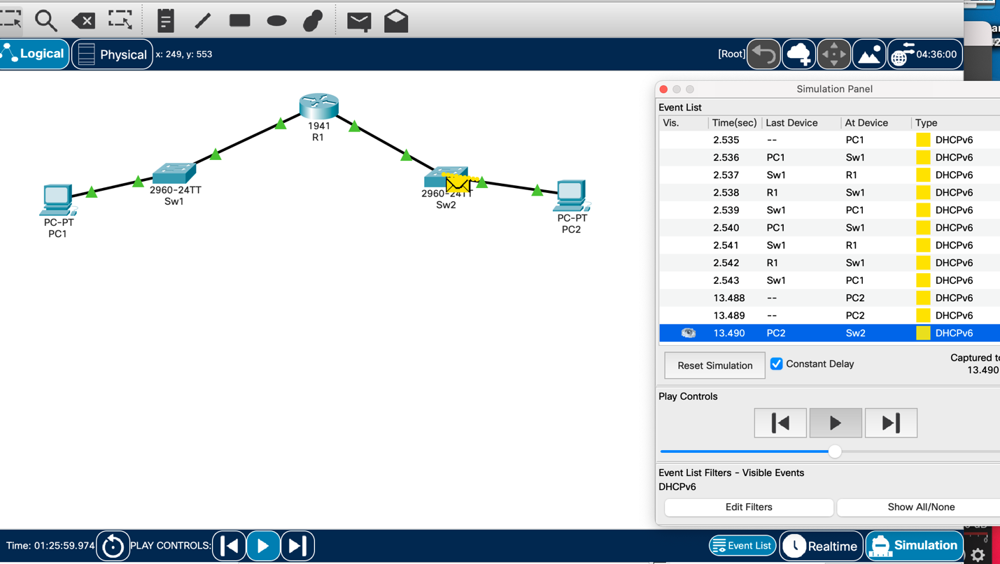 Logical
Physical
x: 249, y: 553
[Root]
04:36:00
Simulation Panel
Event List
Vis. Time(sec) Last Device At Device Type
2.535 -- PC1 DHCPv6
2.536 PC1 Sw1 DHCPv6
2.537 Sw1 R1 DHCPv6
2.538 R1 Sw1 DHCPv6
2.539 Sw1 PC1 DHCPv6
2.540 PC1 Sw1 DHCPv6
2.541 Sw1 R1 DHCPv6
2.542 R1 Sw1 DHCPv6
2.543 Sw1 PC1 DHCPv6
13.488 -- PC2 DHCPv6
13.489 -- PC2 DHCPv6
13.490 PC2 Sw2 DHCPv6
Reset Simulation
Constant Delay
Captured to
13.490
Play Controls
Event List Filters - Visible Events
DHCPv6
Edit Filters
Show All/None
1941
R1
2960-24TT
Sw1
2960-24TT
Sw2
PC-PT
PC1
PC-PT
PC2
Time: 01:25:59.974
PLAY CONTROLS:
Event List
Realtime
Simulation